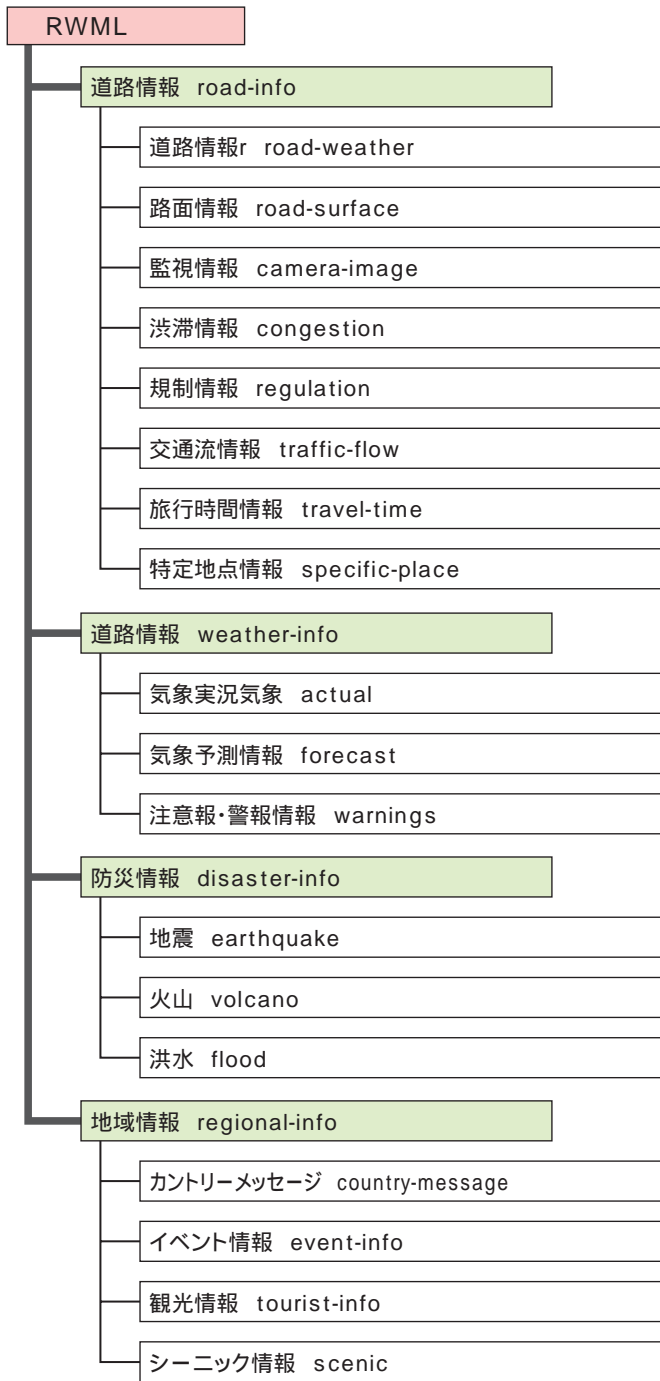 RWML
道路情報 road-info
道路情報r road-weather
路面情報 road-surface
監視情報 camera-image
渋滞情報 congestion
規制情報 regulation
交通流情報 traffic-flow
旅行時間情報 travel-time
特定地点情報 specific-place
道路情報 weather-info
気象実況気象 actual
気象予測情報 forecast
注意報・警報情報 warnings
防災情報 disaster-info
地震 earthquake
火山 volcano
洪水 flood
地域情報 regional-info
カントリーメッセージ country-message
イベント情報 event-info
観光情報 tourist-info
シーニック情報 scenic